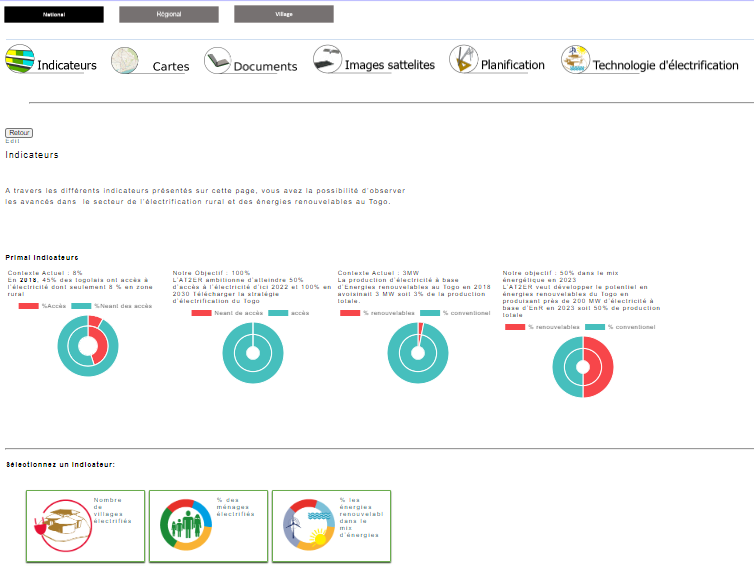 National
Régional
Village
Indicateurs
Cartes
Documents
Images sattelites
Planification
Technologie d'électrification
Retour
Edit
Indicateurs
A travers les différents indicateurs présentés sur cette page, vous avez la possibilité d'observer
les avancés dans le secteur de l'électrification rural et des énergies renouvelables au Togo.
Primal Indicateurs
Contexte Actuel : 8%
En 2018, 45% des togolais ont accès à
l'électricité dont seulement 8 % en zone
rural
%Accès
%Neant des accès
Notre Objectif : 100%
L'AT2ER ambitionne d'atteindre 50%
d'accès à l'électricité d'ici 2022 et 100% en
2030 Télécharger la stratégie
d'électrification du Togo
Neant de accès
accès
Contexte Actuel : 3MW
La production d'électricité à base
d'Energies renouvelables au Togo en 2018
avoisinait 3 MW soit 3% de la production
totale.
% renouvelables
% conventionel
Notre objectif : 50% dans le mix
énergétique en 2023
L'AT2ER veut développer le potentiel en
énergies renouvelables du Togo en
produisant près de 200 MW d'électricité à
base d'EnR en 2023 soit 50% de production
totale
% renouvelables
% conventionel
Sélectionnez un indicateur:
Nombre
de
villages
électrifiés
% des
ménages
électrifiés
% les
énergies
renouvelabl
dans le
mix
d'énergies